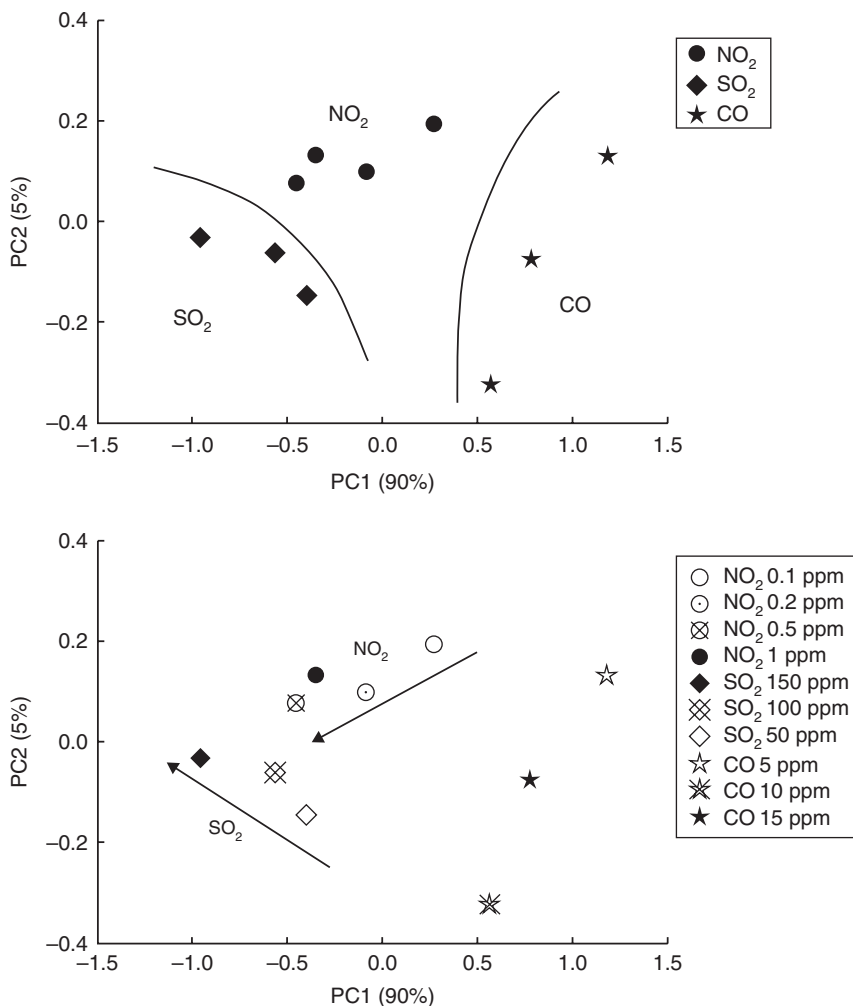 0.4
0.2
0.0
–0.2
–0.4
PC2 (5%)
NO₂
SO₂
CO
NO₂
SO₂
CO
–1.5
–1.0
–0.5
0.0
0.5
1.0
1.5
PC1 (90%)
0.4
0.2
0.0
–0.2
–0.4
PC2 (5%)
NO₂
SO₂
NO₂ 0.1 ppm
NO₂ 0.2 ppm
NO₂ 0.5 ppm
NO₂ 1 ppm
SO₂ 150 ppm
SO₂ 100 ppm
SO₂ 50 ppm
CO 5 ppm
CO 10 ppm
CO 15 ppm
–1.5
–1.0
–0.5
0.0
0.5
1.0
1.5
PC1 (90%)